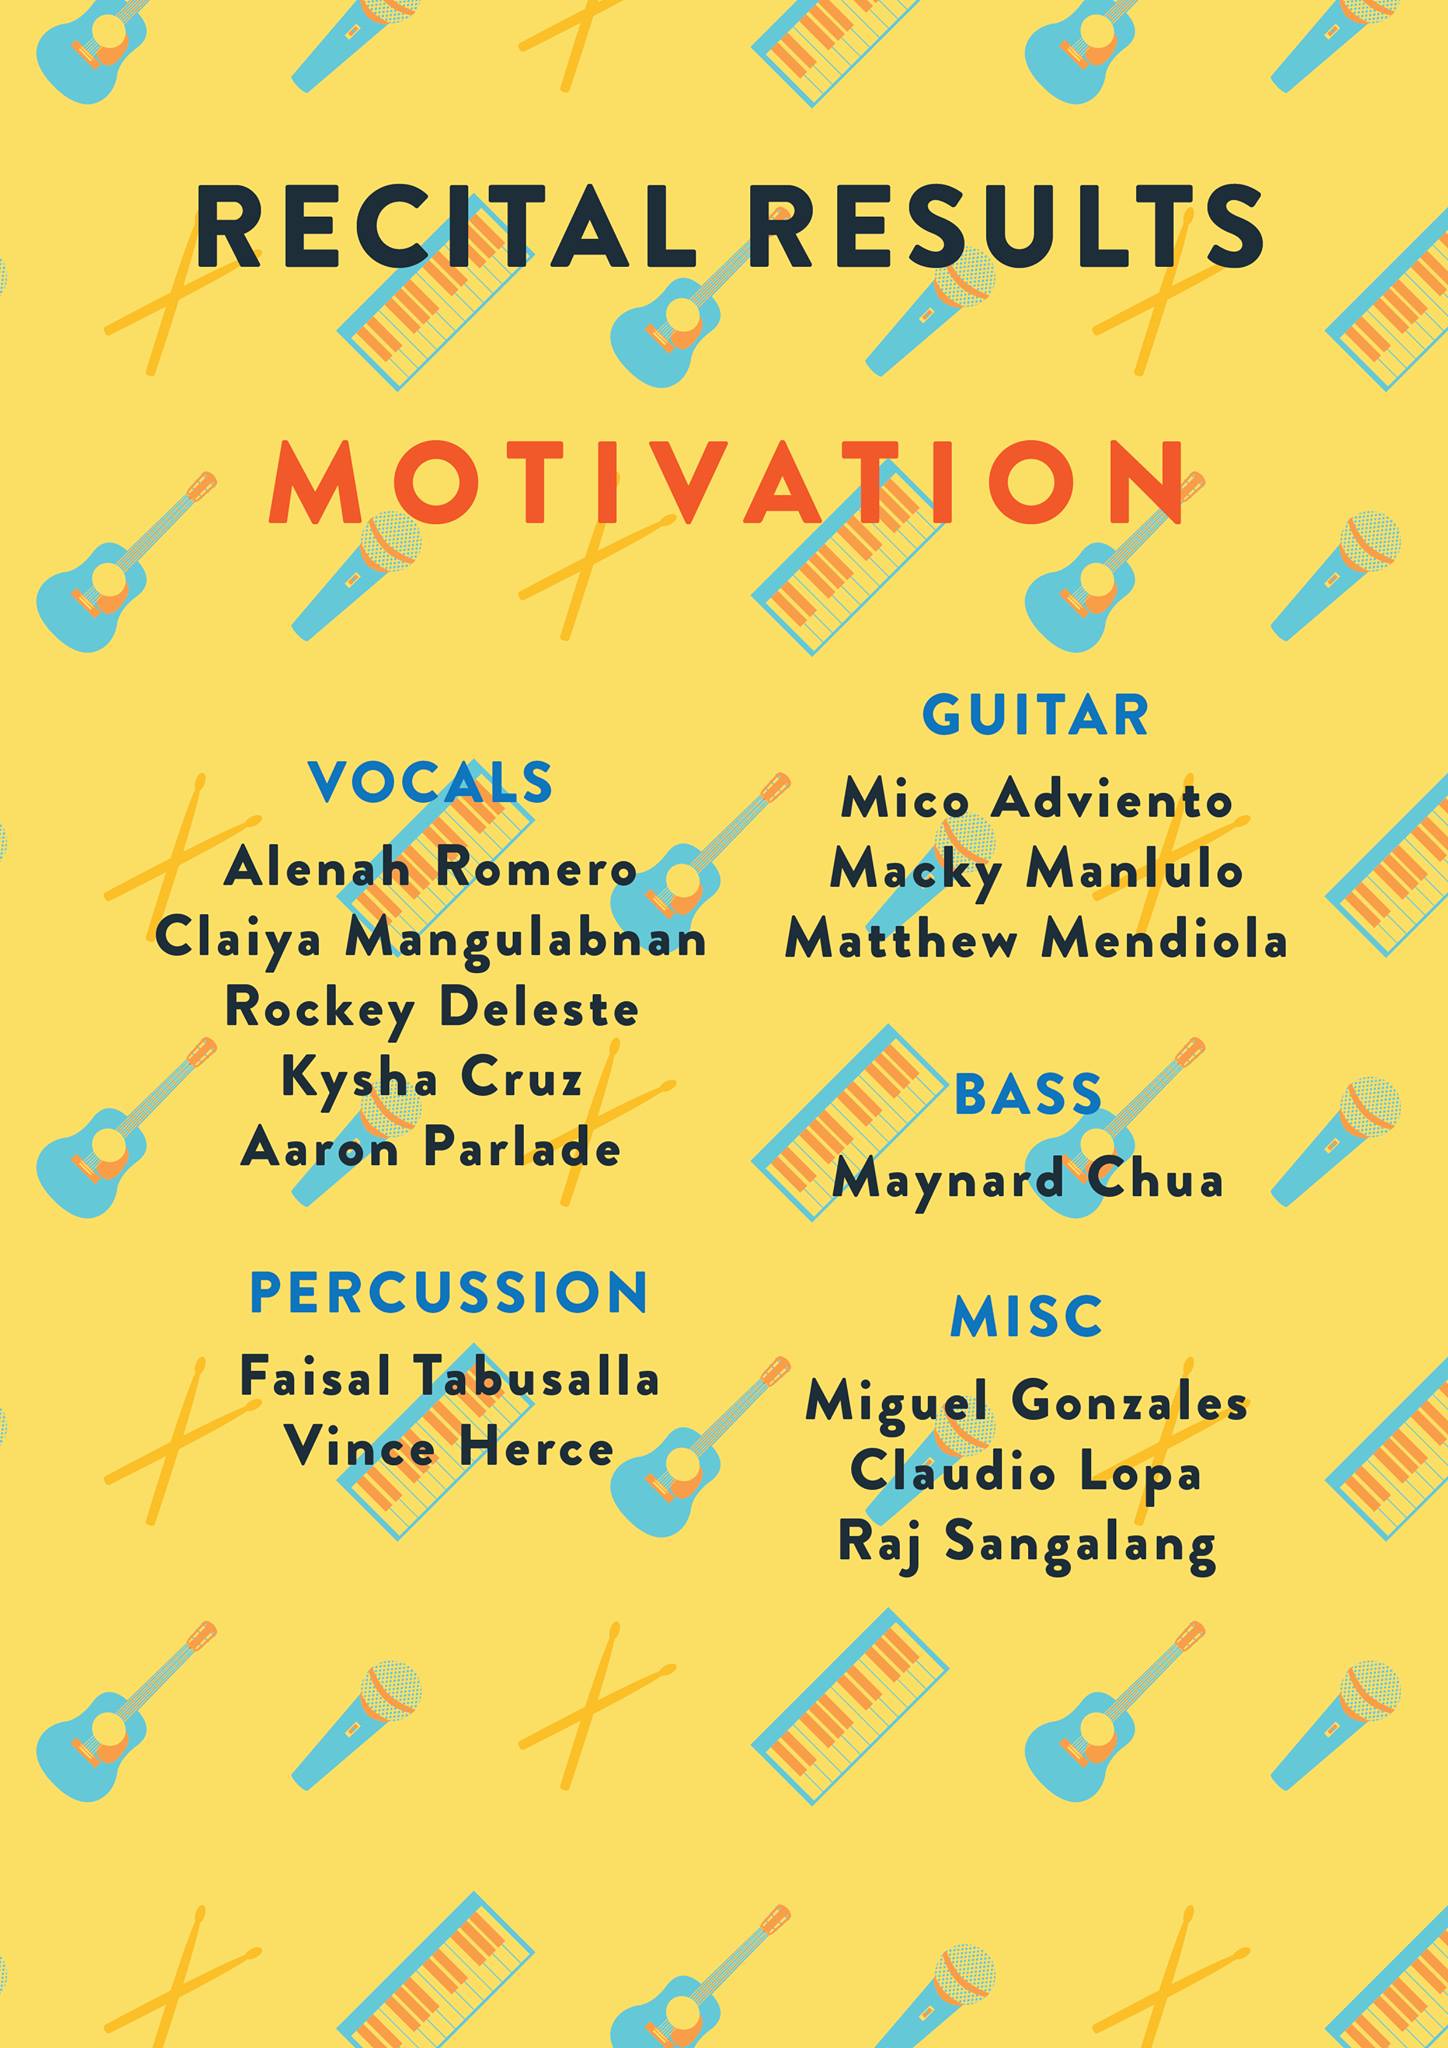 RECITAL RESULTS
MOTIVATION
VOCALS
Alenah Romero
Claiya Mangulabnan
Rockey Deleste
Kysha Cruz
Aaron Parlade
PERCUSSION
Faisal Tabusalla
Vince Herce
GUITAR
Mico Adviento
Macky Manlulo
Matthew Mendiola
BASS
Maynard Chua
MISC
Miguel Gonzales
Claudio Lopa
Raj Sangalang